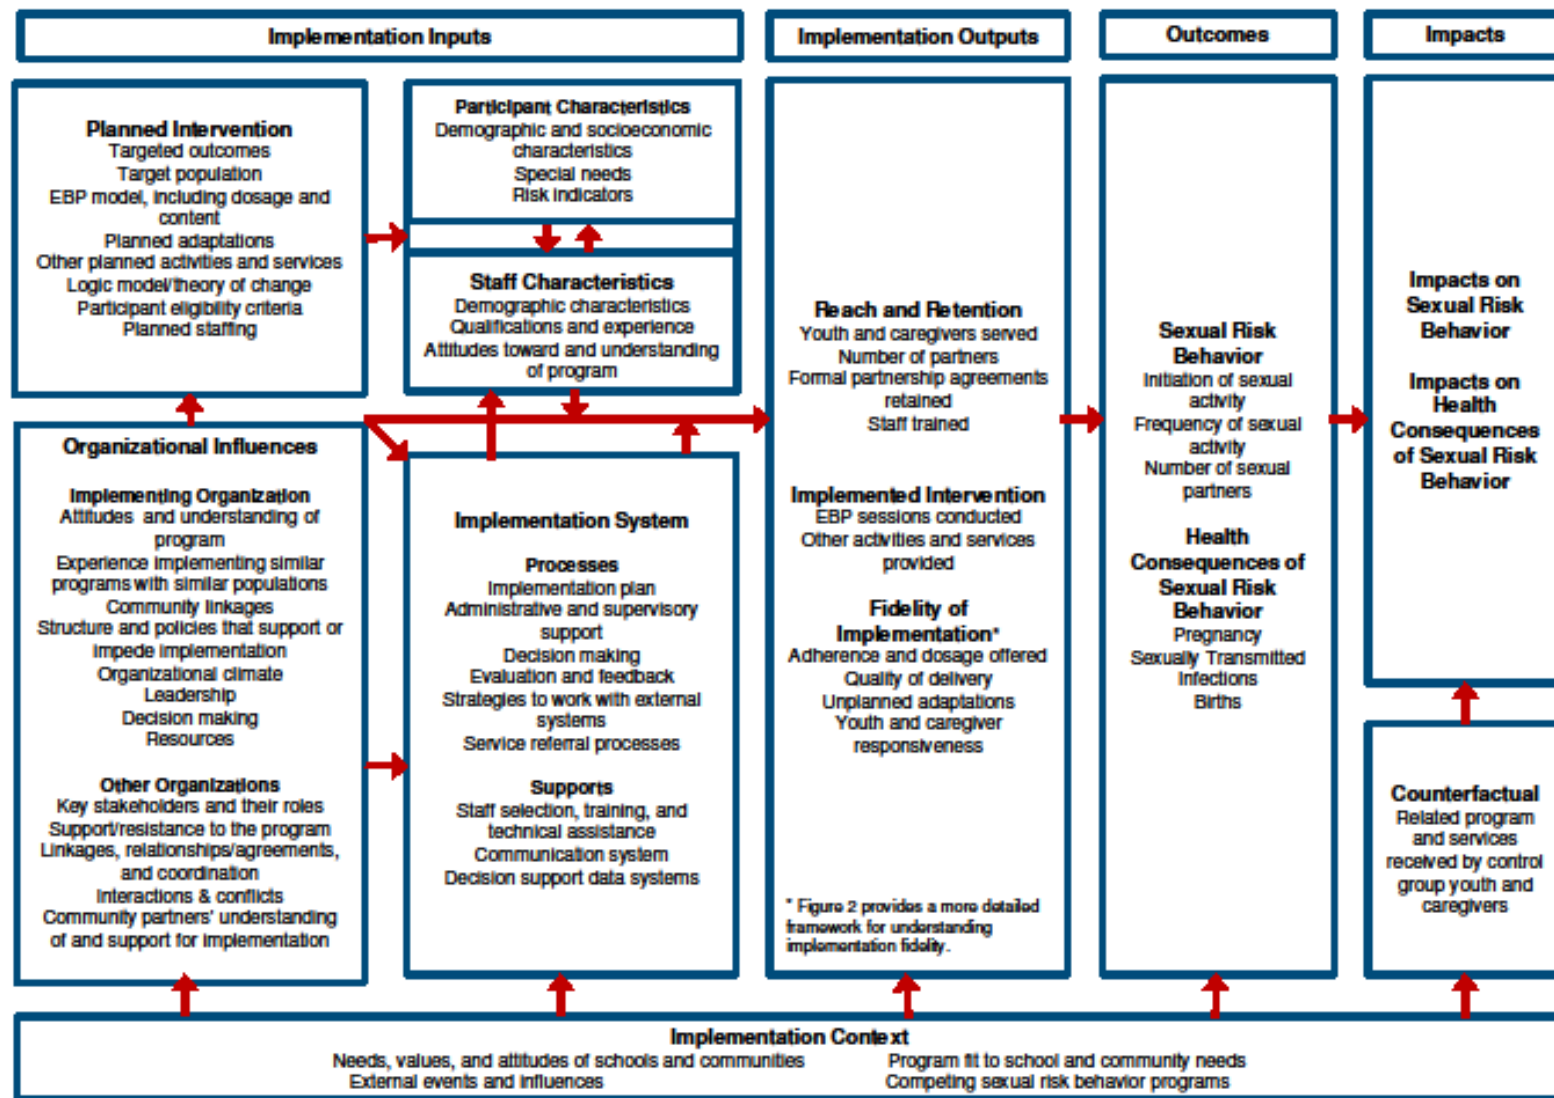 Implementation Inputs
Implementation Outputs
Outcomes
Impacts
Planned Intervention
Targeted outcomes
Target population
EBP model, including dosage and
content
Planned adaptations
Other planned activities and services
Logic model/theory of change
Participant eligibility criteria
Planned staffing
Participant Characteristics
Demographic and socioeconomic
characteristics
Special needs
Risk indicators
Staff Characteristics
Demographic characteristics
Qualifications and experience
Attitudes toward and understanding
of program
Organizational Influences
Implementing Organization
Attitudes and understanding of
program
Experience implementing similar
programs with similar populations
Community linkages
Structure and policies that support or
impede implementation
Organizational climate
Leadership
Decision making
Resources
Other Organizations
Key stakeholders and their roles
Support/resistance to the program
Linkages, relationships/agreements,
and coordination
Interactions & conflicts
Community partners' understanding
of and support for implementation
Implementation System
Processes
Implementation plan
Administrative and supervisory
support
Decision making
Evaluation and feedback
Strategies to work with external
systems
Service referral processes
Supports
Staff selection, training, and
technical assistance
Communication system
Decision support data systems
Reach and Retention
Youth and caregivers served
Number of partners
Formal partnership agreements
retained
Staff trained
Implemented Intervention
EBP sessions conducted
Other activities and services
provided
Fidelity of
Implementation*
Adherence and dosage offered
Quality of delivery
Unplanned adaptations
Youth and caregiver
responsiveness
* Figure 2 provides a more detailed
framework for understanding
implementation fidelity.
Sexual Risk
Behavior
Initiation of sexual
activity
Frequency of sexual
activity
Number of sexual
partners
Health
Consequences of
Sexual Risk
Behavior
Pregnancy
Sexually Transmitted
Infections
Births
Impacts on
Sexual Risk
Behavior
Impacts on
Health
Consequences
of Sexual Risk
Behavior
Counterfactual
Related program
and services
received by control
group youth and
caregivers
Implementation Context
Needs, values, and attitudes of schools and communities
Program fit to school and community needs
External events and influences
Competing sexual risk behavior programs